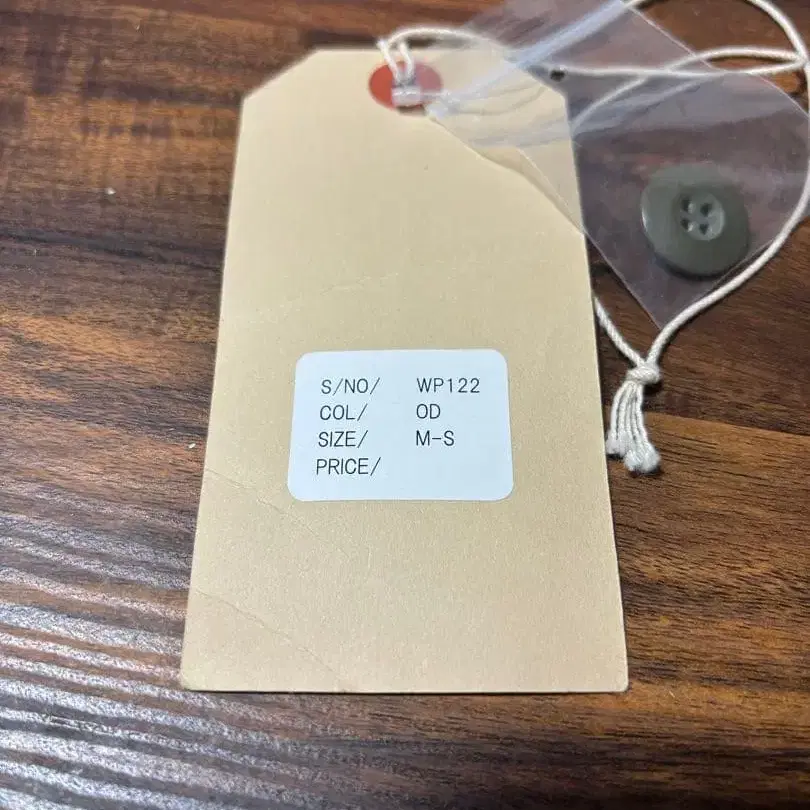 S/NO/ WP122
COL/ OD
SIZE/ M-S
PRICE/